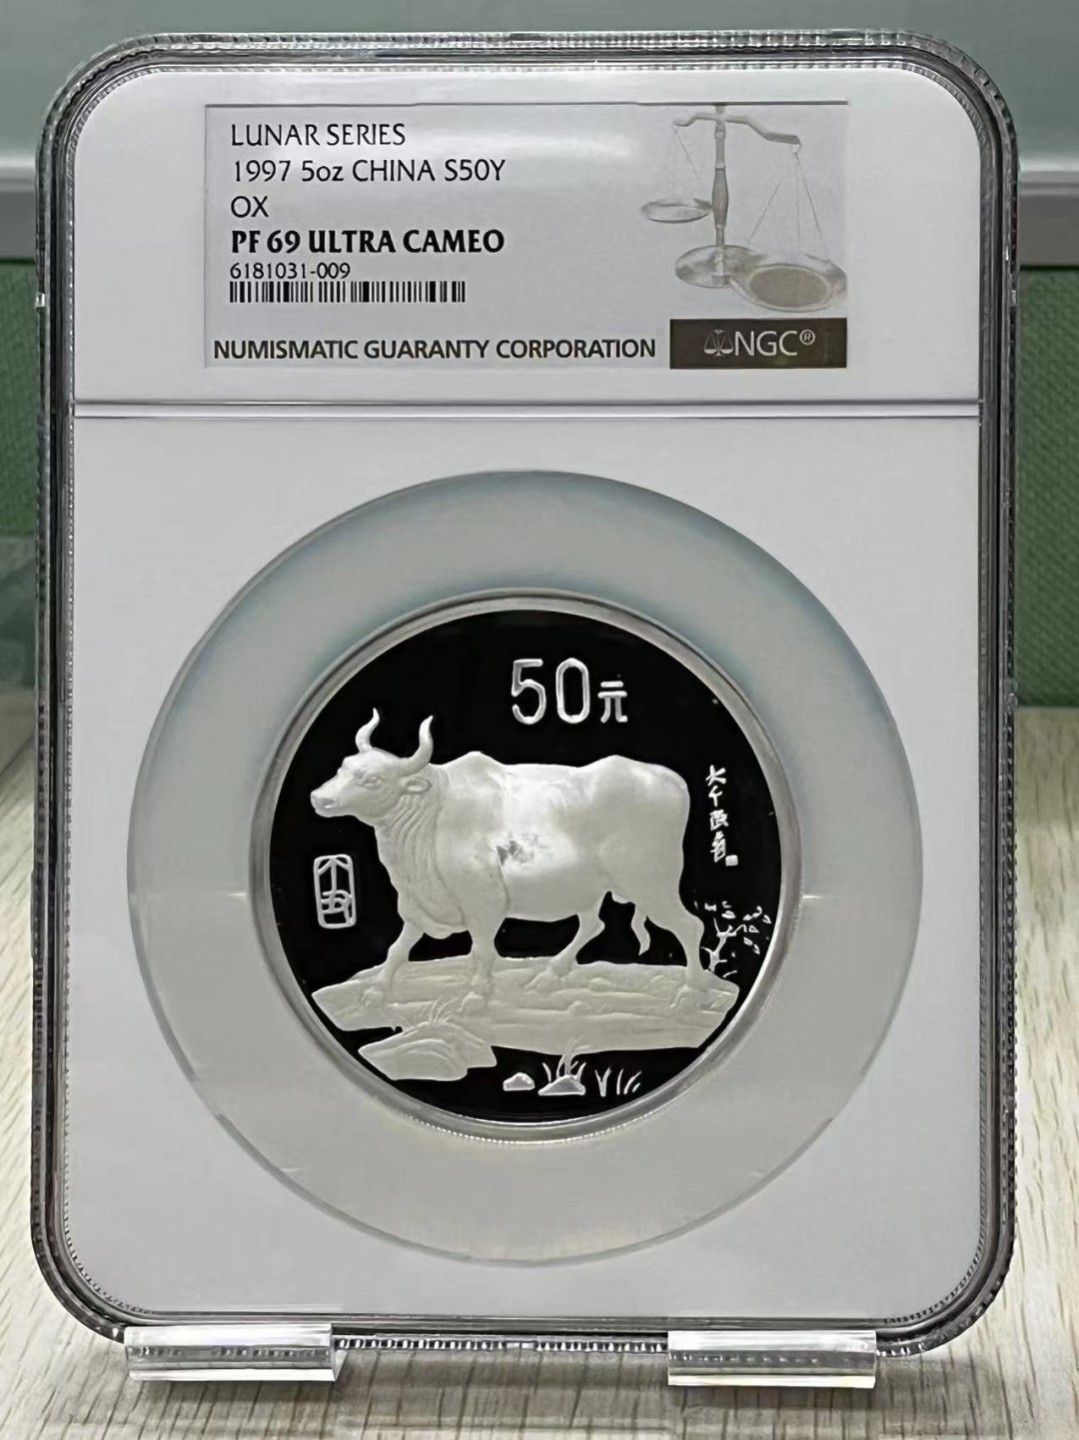 LUNAR SERIES
1997 5oz CHINA S50Y
OX
PF 69 ULTRA CAMEO
6181031-009
NUMISMATIC GUARANTY CORPORATION
NGC®
50元